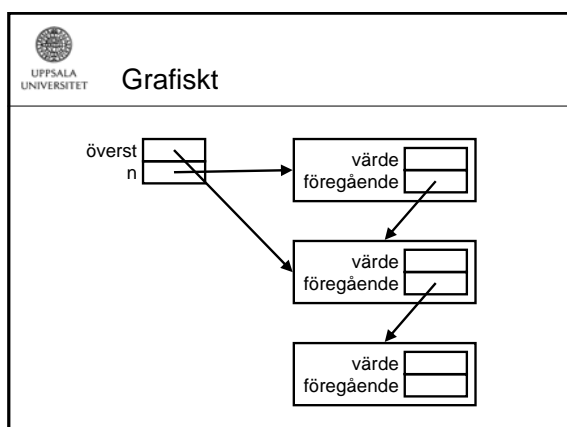 UPPSALA
UNIVERSITET
Grafiskt
överst
n
värde
föregående
värde
föregående
värde
föregående